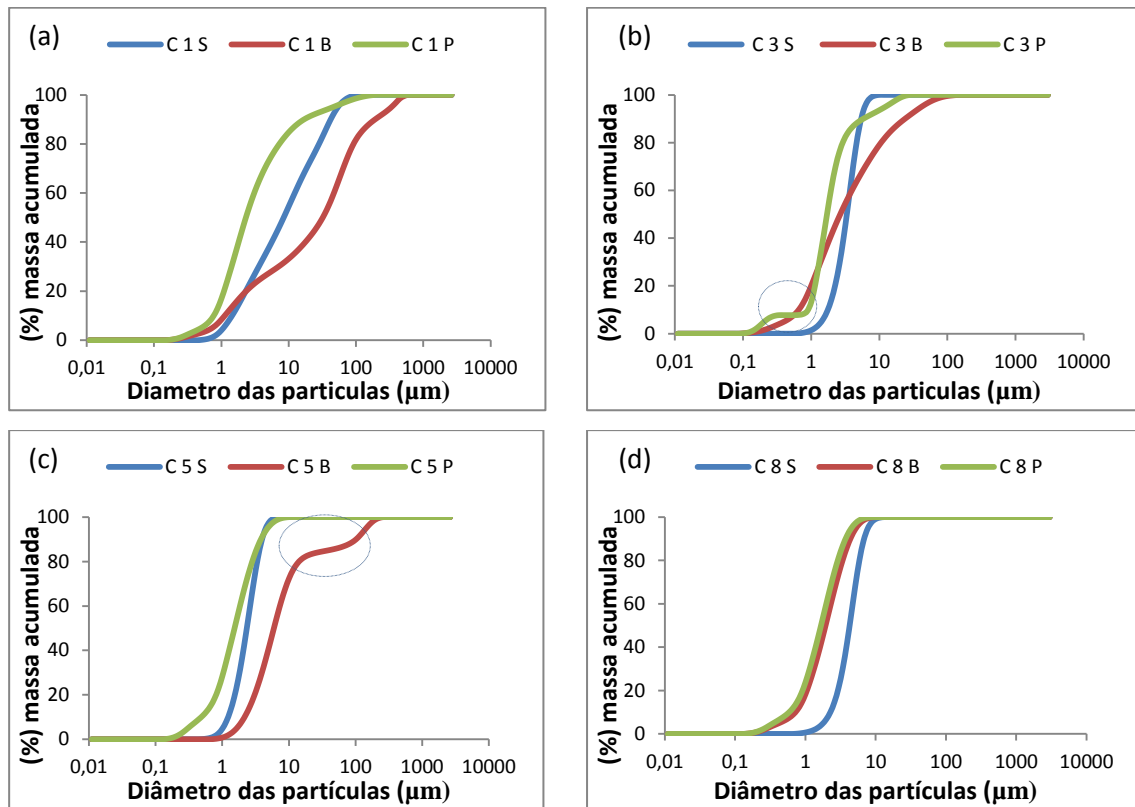 (a)
C 1 S C 1 B C 1 P
100
80
60
40
20
0
0,01 0,1 1 10 100 1000 10000
(%) massa acumulada
Diametro das particulas (µm)
(b)
C 3 S C 3 B C 3 P
100
80
60
40
20
0
0,01 0,1 1 10 100 1000 10000
(%) massa acumulada
Diametro das particulas (µm)
(c)
C 5 S C 5 B C 5 P
100
80
60
40
20
0
0,01 0,1 1 10 100 1000 10000
(%) massa acumulada
Diâmetro das partículas (µm)
(d)
C 8 S C 8 B C 8 P
100
80
60
40
20
0
0,01 0,1 1 10 100 1000 10000
(%) massa acumulada
Diâmetro das partículas (µm)